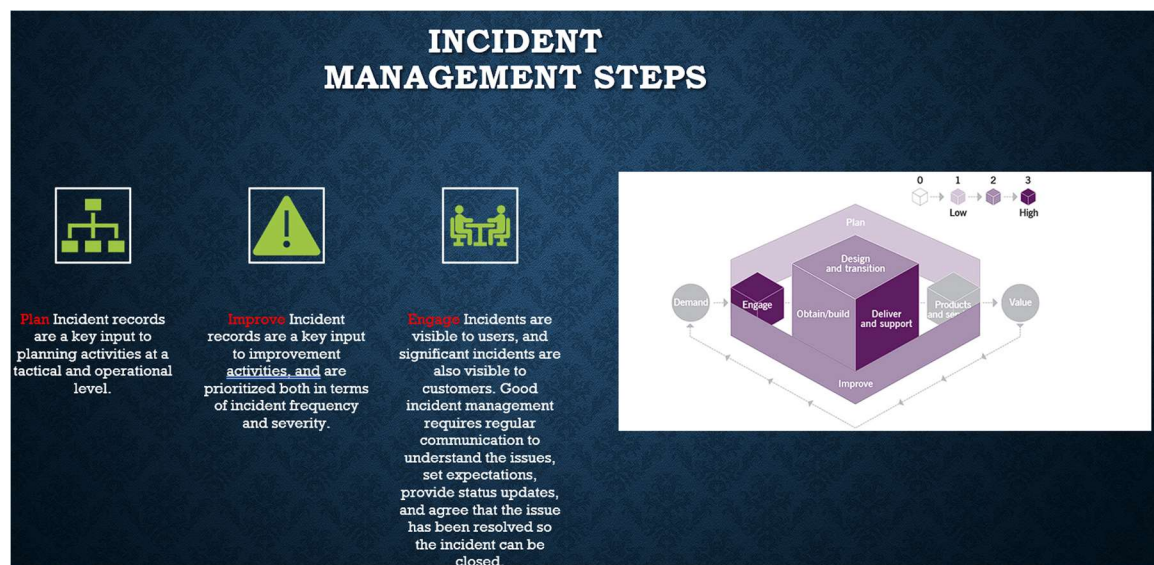 INCIDENT
MANAGEMENT STEPS
Plan Incident records
are a key input to
planning activities at a
tactical and operational
level.
Improve Incident
records are a key input
to improvement
activities, and are
prioritized both in terms
of incident frequency
and severity.
Engage Incidents are
visible to users, and
significant incidents are
also visible to
customers. Good
incident management
requires regular
communication to
understand the issues,
set expectations,
provide status updates,
and agree that the issue
has been resolved so
the incident can be
closed
0 1 2 3
Low High
Plan
Design
and transition
Demand
Engage
Obtain/build
Deliver
and support
Products
and
Value
Improve